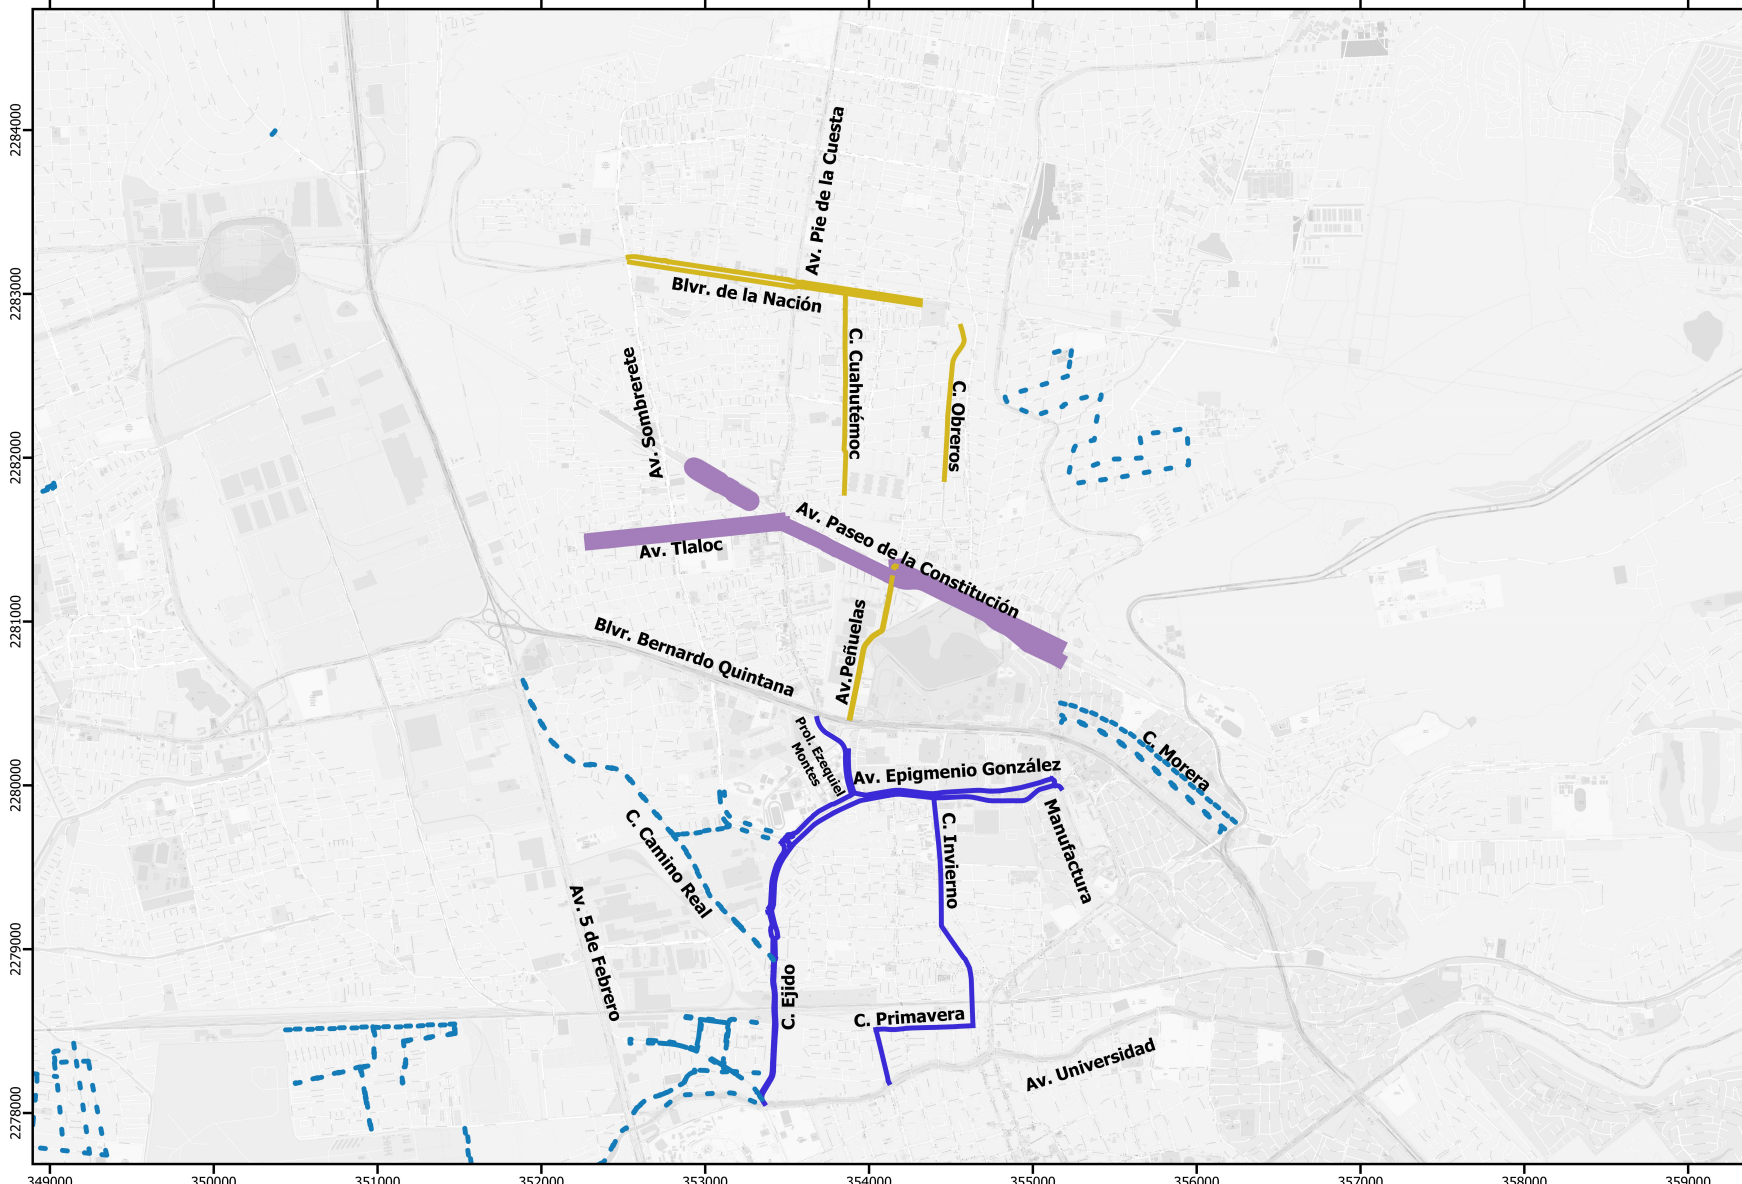 2284000
Av. Pie de la Cuesta
2283000
Blvr. de la Nación
C. Cuahutémoc
Av. Sombrerete
C. Obreros
2282000
Av. Paseo de la Constitución
Av. Tlaloc
2281000
Blvr. Bernardo Quintana
Av.Peñuelas
Prol. Ezequiel
Montes
C. Morera
2280000
Av. Epigmenio González
C. Camino Real
C. Invierno
Manufactura
Av. 5 de Febrero
2279000
C. Ejido
C. Primavera
Av. Universidad
2278000
349000 350000 351000 352000 353000 354000 355000 356000 357000 358000 359000